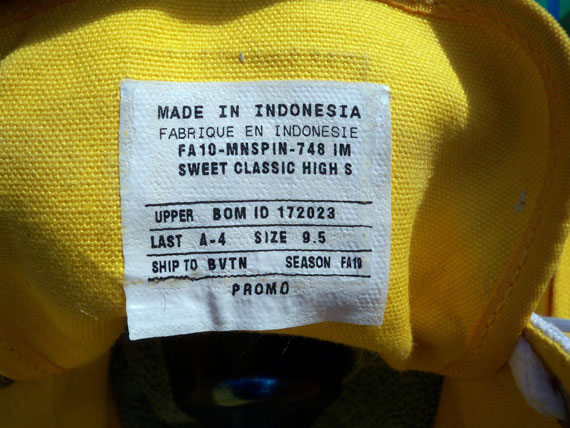 MADE IN INDONESIA
FABRIQUE EN INDONESIE
FA10-MNSPIN-748 IM
SWEET CLASSIC HIGH S
UPPER BOM ID 172023
LAST A-4 SIZE 9.5
SHIP TO BVTN SEASON FA10
PROMO